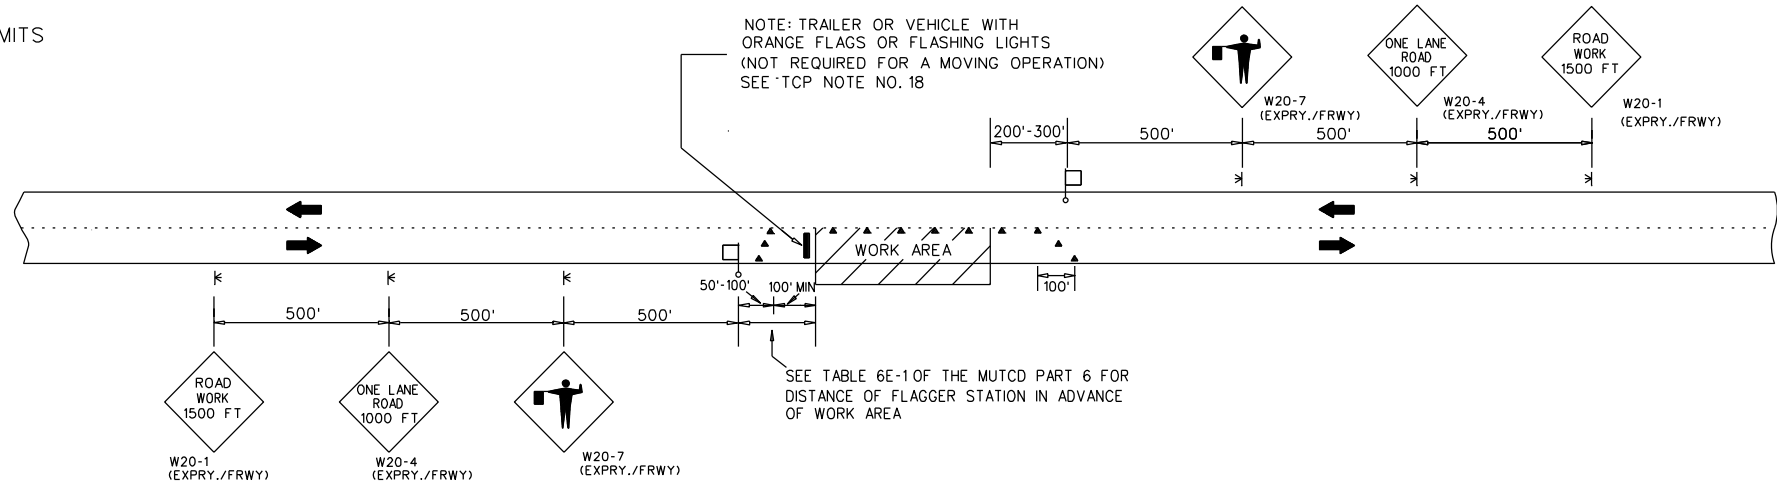 MITS
NOTE: TRAILER OR VEHICLE WITH
ORANGE FLAGS OR FLASHING LIGHTS
(NOT REQUIRED FOR A MOVING OPERATION)
SEE TCP NOTE NO. 18
ONE LANE
ROAD
1000 FT
ROAD
WORK
1500 FT
W20-7
(EXPRY./FRWY)
W20-4
(EXPRY./FRWY)
W20-1
(EXPRY./FRWY)
200'-300'
500'
500'
500'
WORK AREA
50'-100'
100' MIN
100'
500'
500'
500'
SEE TABLE 6E-1 OF THE MUTCD PART 6 FOR
DISTANCE OF FLAGGER STATION IN ADVANCE
OF WORK AREA
ROAD
WORK
1500 FT
ONE LANE
ROAD
1000 FT
W20-1
(EXPRY./FRWY)
W20-4
(EXPRY./FRWY)
W20-7
(EXPRY./FRWY)